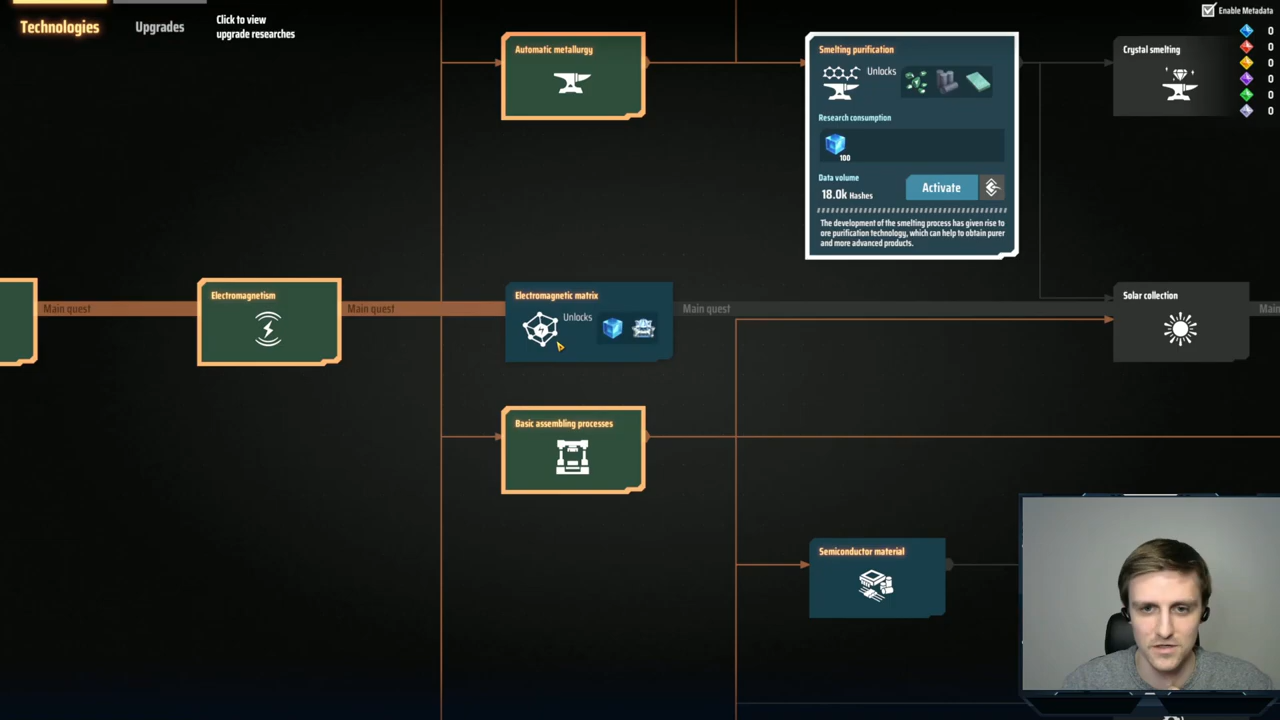 Technologies
Upgrades
Click to view
upgrade researches
Enable Metadata
0
0
0
0
0
0
Automatic metallurgy
Smelting purification
Unlocks
Research consumption
100
Data volume
18.0k Hashes
Activate
The development of the smelting process has given rise to
ore purification technology, which can help to obtain purer
and more advanced products.
Crystal smelting
Main quest
Electromagnetism
Main quest
Electromagnetic matrix
Unlocks
Main quest
Solar collection
Main
Basic assembling processes
Semiconductor material